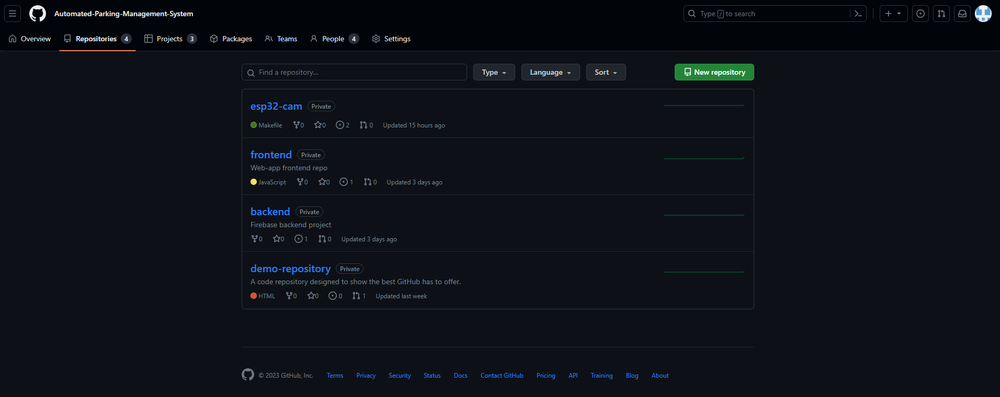 Automated-Parking-Management-System
Type / to search
Overview
Repositories 4
Projects 3
Packages
Teams
People 4
Settings
Find a repository...
Type
Language
Sort
New repository
esp32-cam Private
Makefile 0 0 2 0 Updated 15 hours ago
frontend Private
Web-app frontend repo
JavaScript 0 0 1 0 Updated 3 days ago
backend Private
Firebase backend project
0 0 1 0 Updated 3 days ago
demo-repository Private
A code repository designed to show the best GitHub has to offer.
HTML 0 0 0 1 Updated last week
© 2023 GitHub, Inc. Terms Privacy Security Status Docs Contact GitHub Pricing API Training Blog About